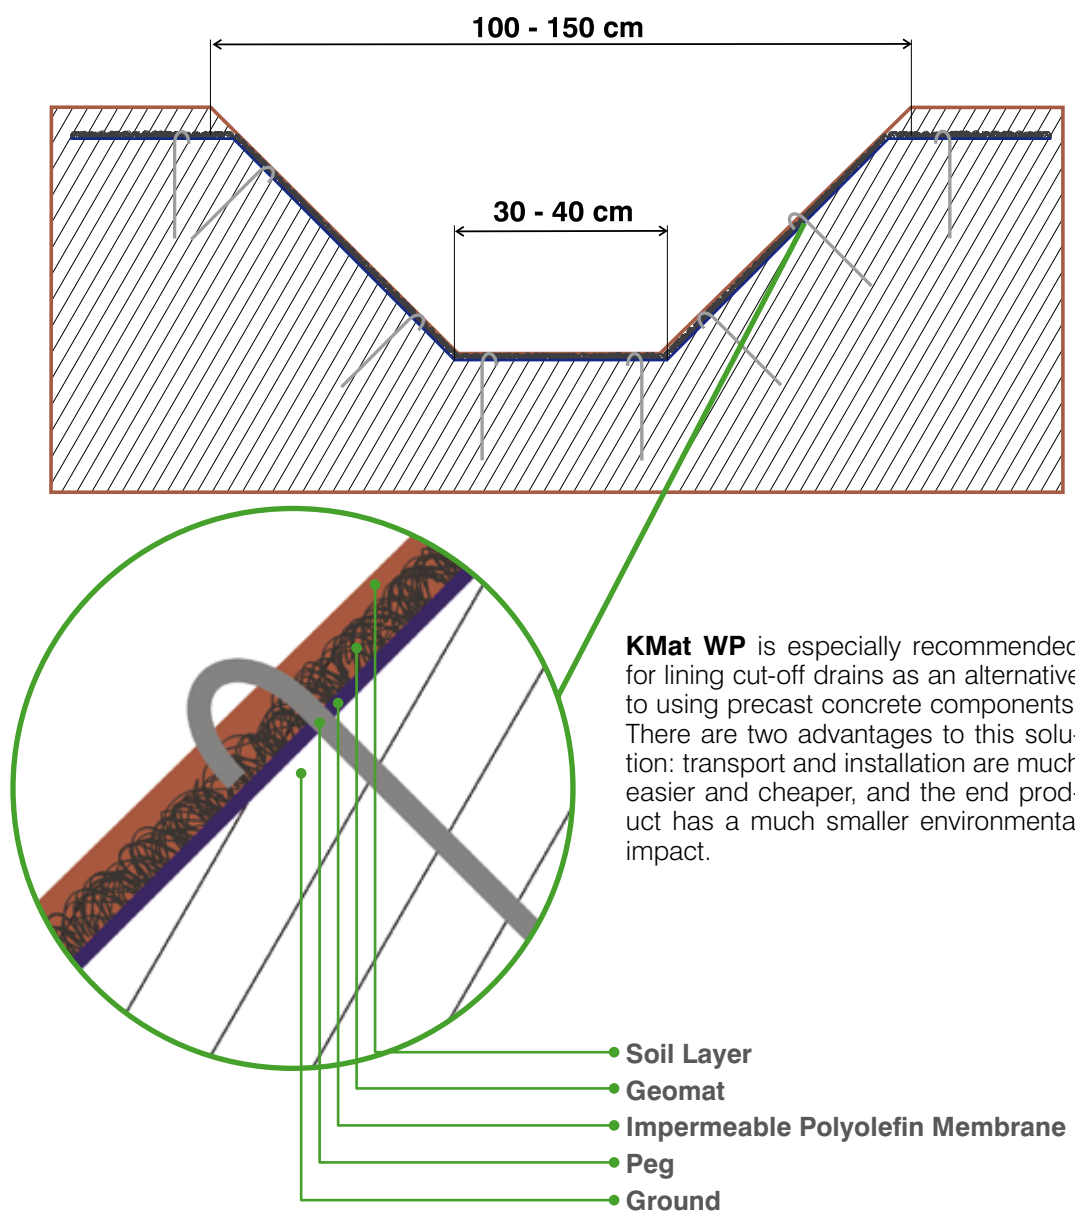 100 - 150 cm
30 - 40 cm
KMat WP is especially recommended
for lining cut-off drains as an alternative
to using precast concrete components
There are two advantages to this solu-
tion: transport and installation are much
easier and cheaper, and the end prod-
uct has a much smaller environmenta
impact.
Soil Layer
Geomat
Impermeable Polyolefin Membrane
Peg
Ground